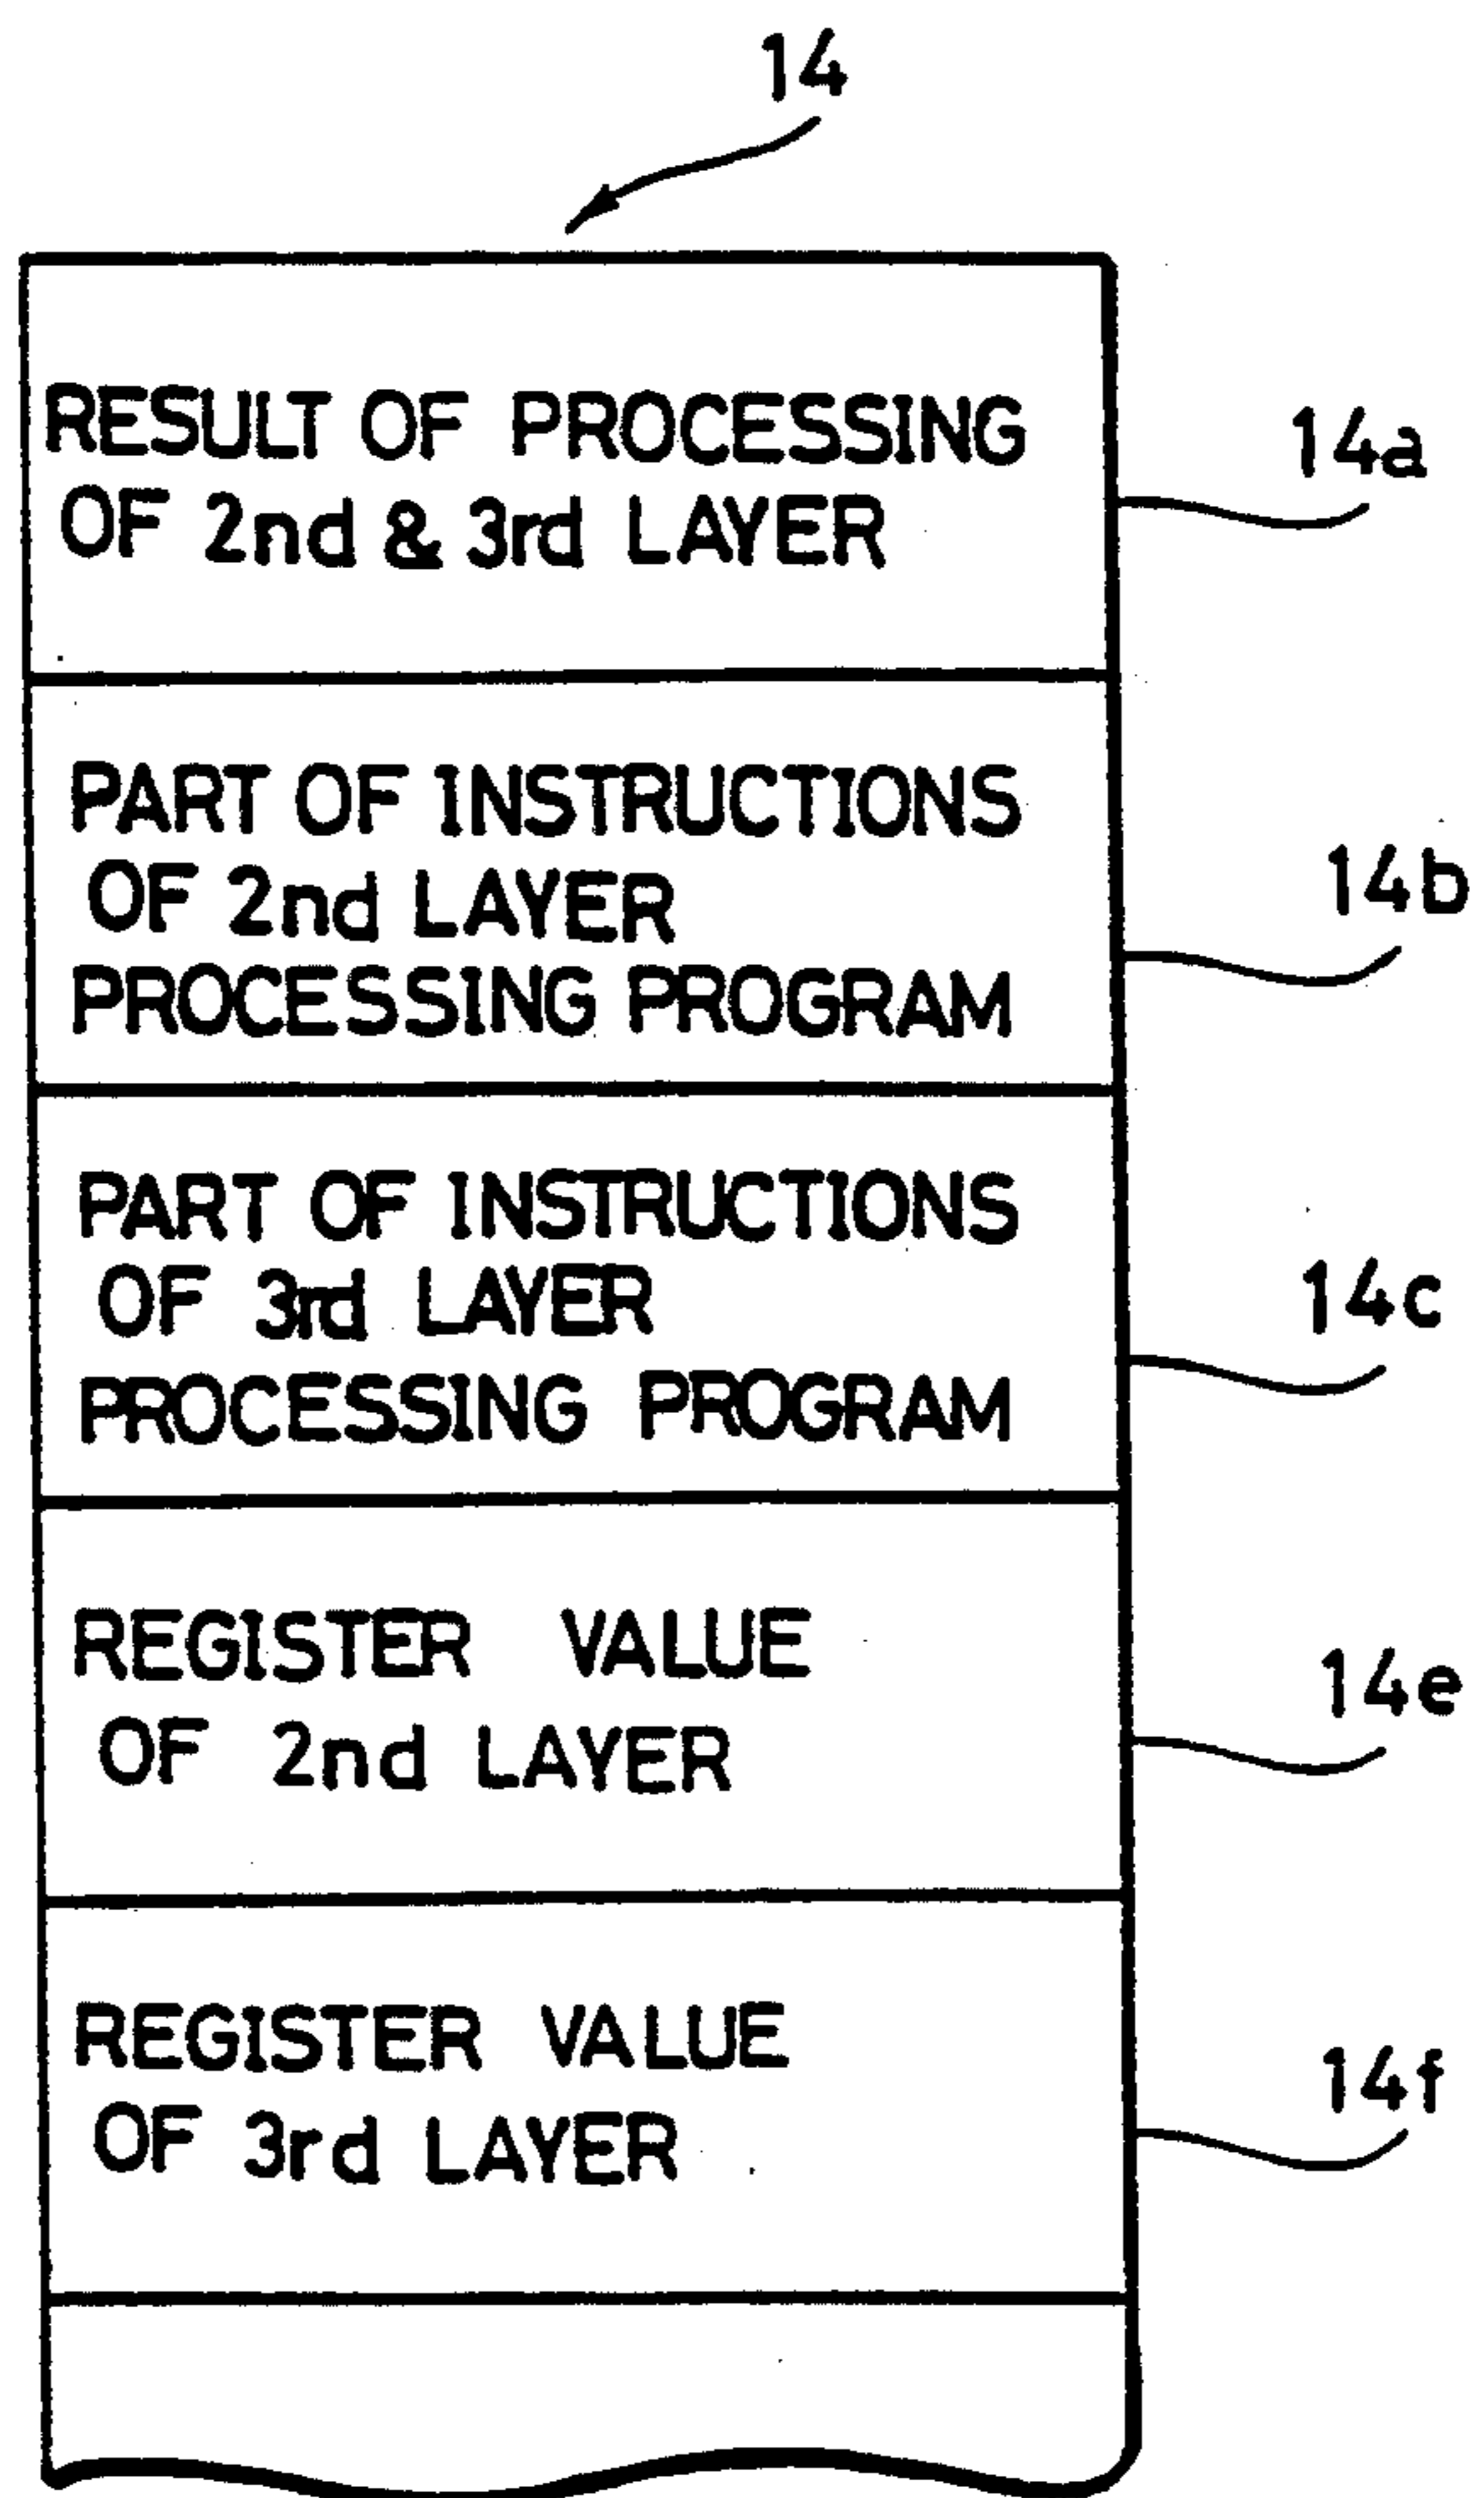 14
RESULT OF PROCESSING
OF 2nd & 3rd LAYER
14a
PART OF INSTRUCTIONS
OF 2nd LAYER
PROCESSING PROGRAM
14b
PART OF INSTRUCTIONS
OF 3rd LAYER
PROCESSING PROGRAM
14c
REGISTER VALUE
OF 2nd LAYER
14e
REGISTER VALUE
OF 3rd LAYER
14f